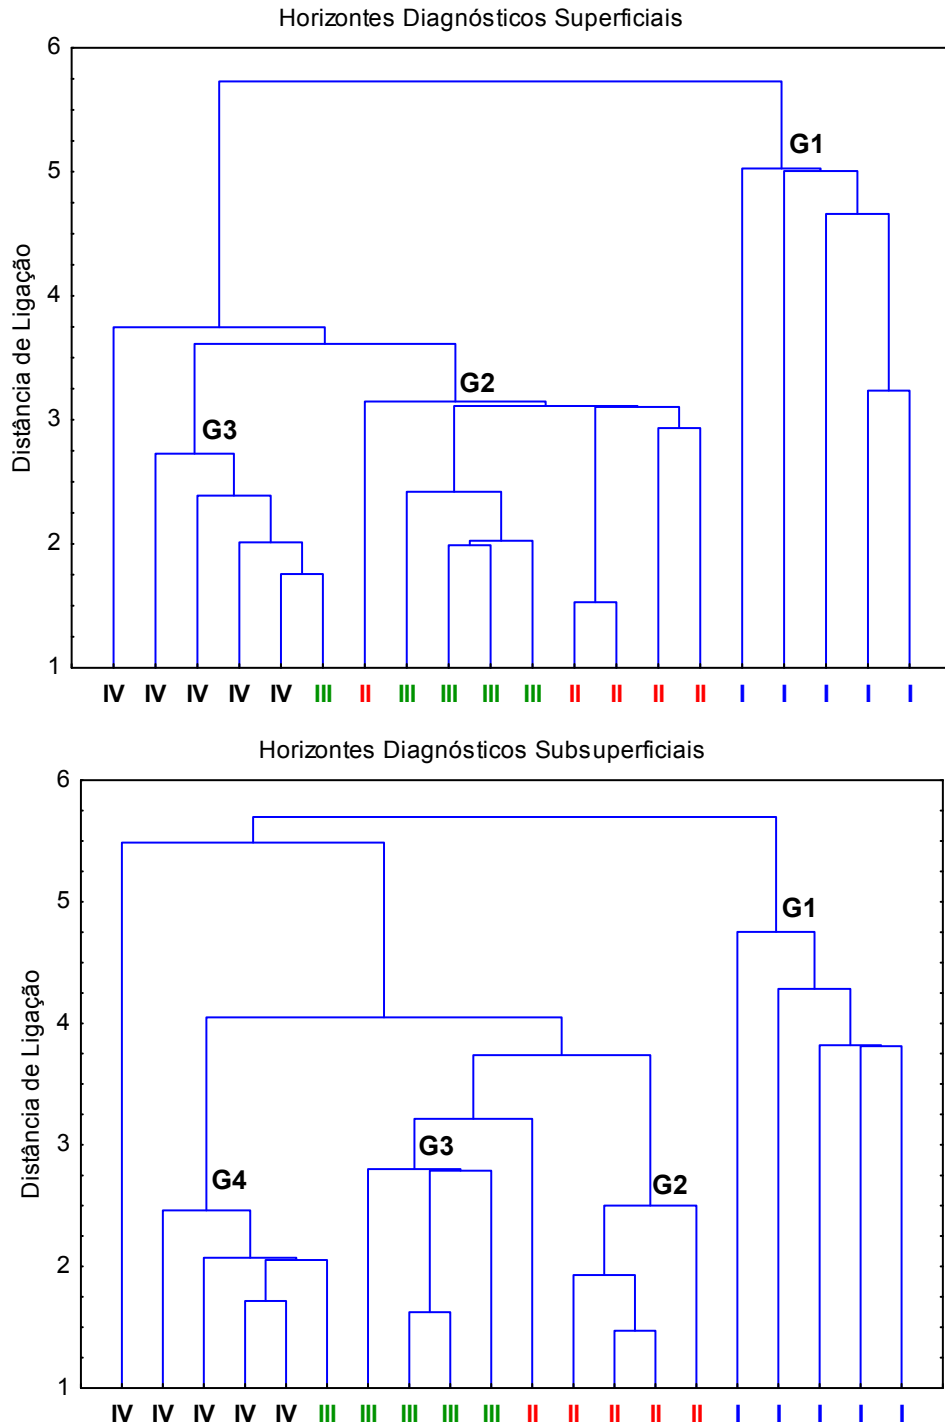 Horizontes Diagnósticos Superficiais
6
G1
5
Distância de Ligação
4
G2
3
G3
2
1
IV IV IV IV IV III II III III III III II II II II I I I I I
Horizontes Diagnósticos Subsuperficiais
6
G1
5
Distância de Ligação
4
G3
3
G4
G2
2
1
IV IV IV IV IV III III III III III II II II II II I I I I I